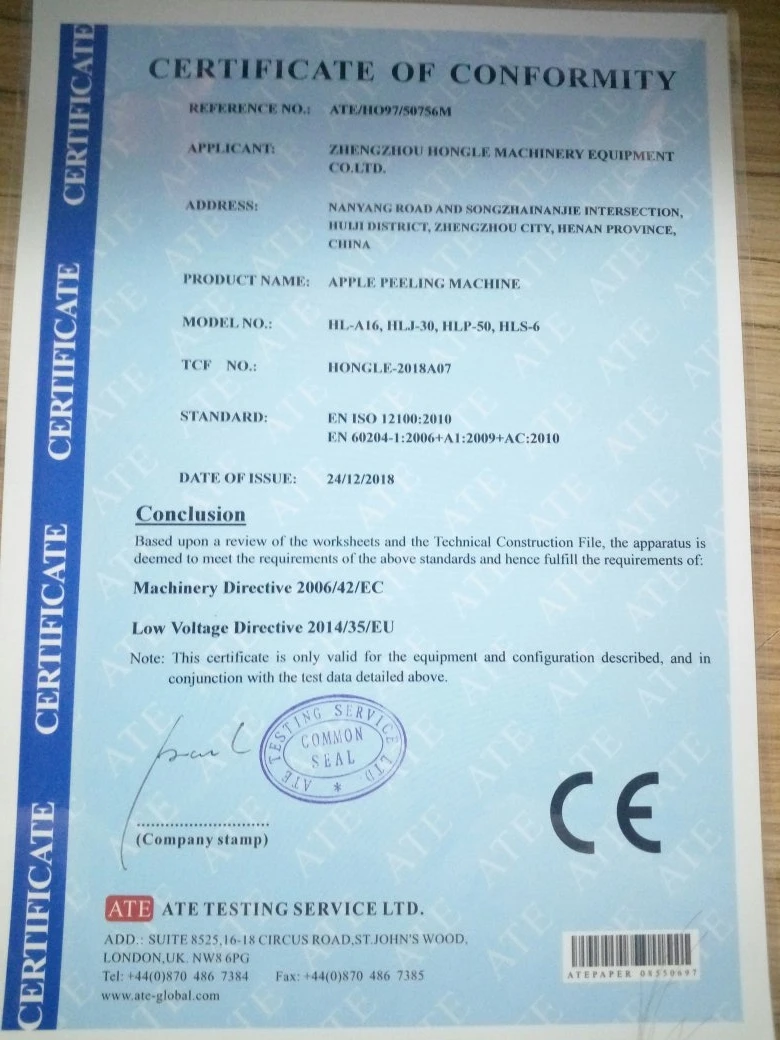 CERTIFICATE OF CONFORMITY
REFERENCE NO.: ATE/HO97/50756M
APPLICANT: ZHENGZHOU HONGLE MACHINERY EQUIPMENT
CO.LTD.
ADDRESS: NANYANG ROAD AND SONGZHAINANJIE INTERSECTION,
HUIJI DISTRICT, ZHENGZHOU CITY, HENAN PROVINCE,
CHINA
PRODUCT NAME: APPLE PEELING MACHINE
MODEL NO.: HL-A16, HLJ-30, HLP-50, HLS-6
TCF NO.: HONGLE-2018A07
STANDARD: EN ISO 12100:2010
EN 60204-1:2006+A1:2009+AC:2010
DATE OF ISSUE: 24/12/2018
Conclusion
Based upon a review of the worksheets and the Technical Construction File, the apparatus is
deemed to meet the requirements of the above standards and hence fulfill the requirements of:
Machinery Directive 2006/42/EC
Low Voltage Directive 2014/35/EU
Note: This certificate is only valid for the equipment and configuration described, and in
conjunction with the test data detailed above.
ATE TESTING SERVICE LTD
COMMON
SEAL
*
(Company stamp)
CE
ATE ATE TESTING SERVICE LTD.
ADD.: SUITE 8525,16-18 CIRCUS ROAD,ST.JOHN'S WOOD,
LONDON,UK. NW8 6PG
Tel: +44(0)870 486 7384 Fax: +44(0)870 486 7385
www.ate-global.com
ATEPAPER 08550697
CERTIFICATE
CERTIFICATE
CERTIFICATE
CERTIFICATE